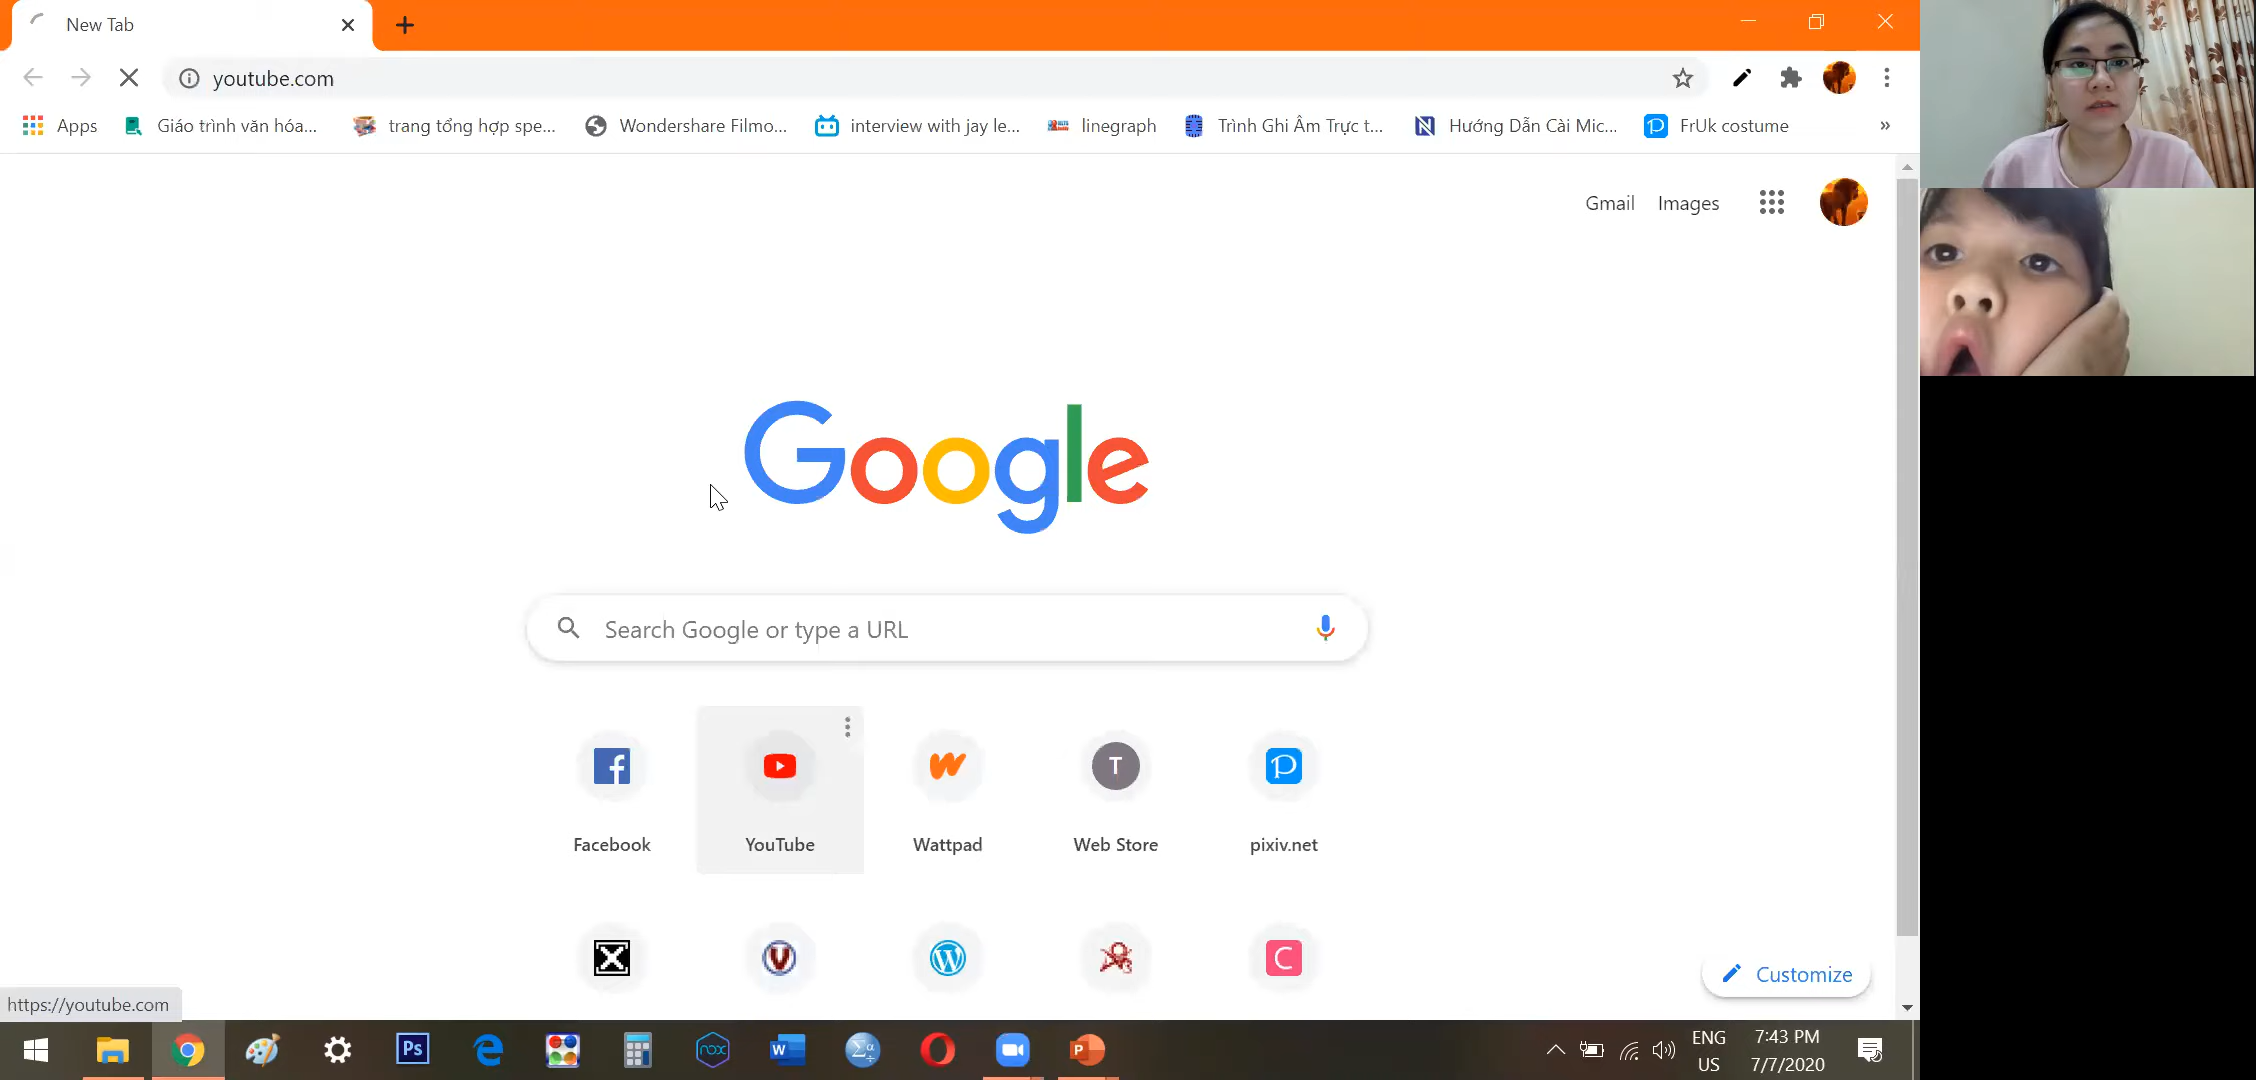 New Tab
youtube.com
Apps
Giáo trình văn hóa...
trang tổng hợp spe...
Wondershare Filmo...
interview with jay le...
linegraph
Trình Ghi Âm Trực t...
Hướng Dẫn Cài Mic...
FrUk costume
»
Gmail
Images
Google
Search Google or type a URL
Facebook
YouTube
Wattpad
T
Web Store
pixiv.net
V
W
C
Customize
https://youtube.com
Ps
nox
W
P
ENG
US
7:43 PM
7/7/2020